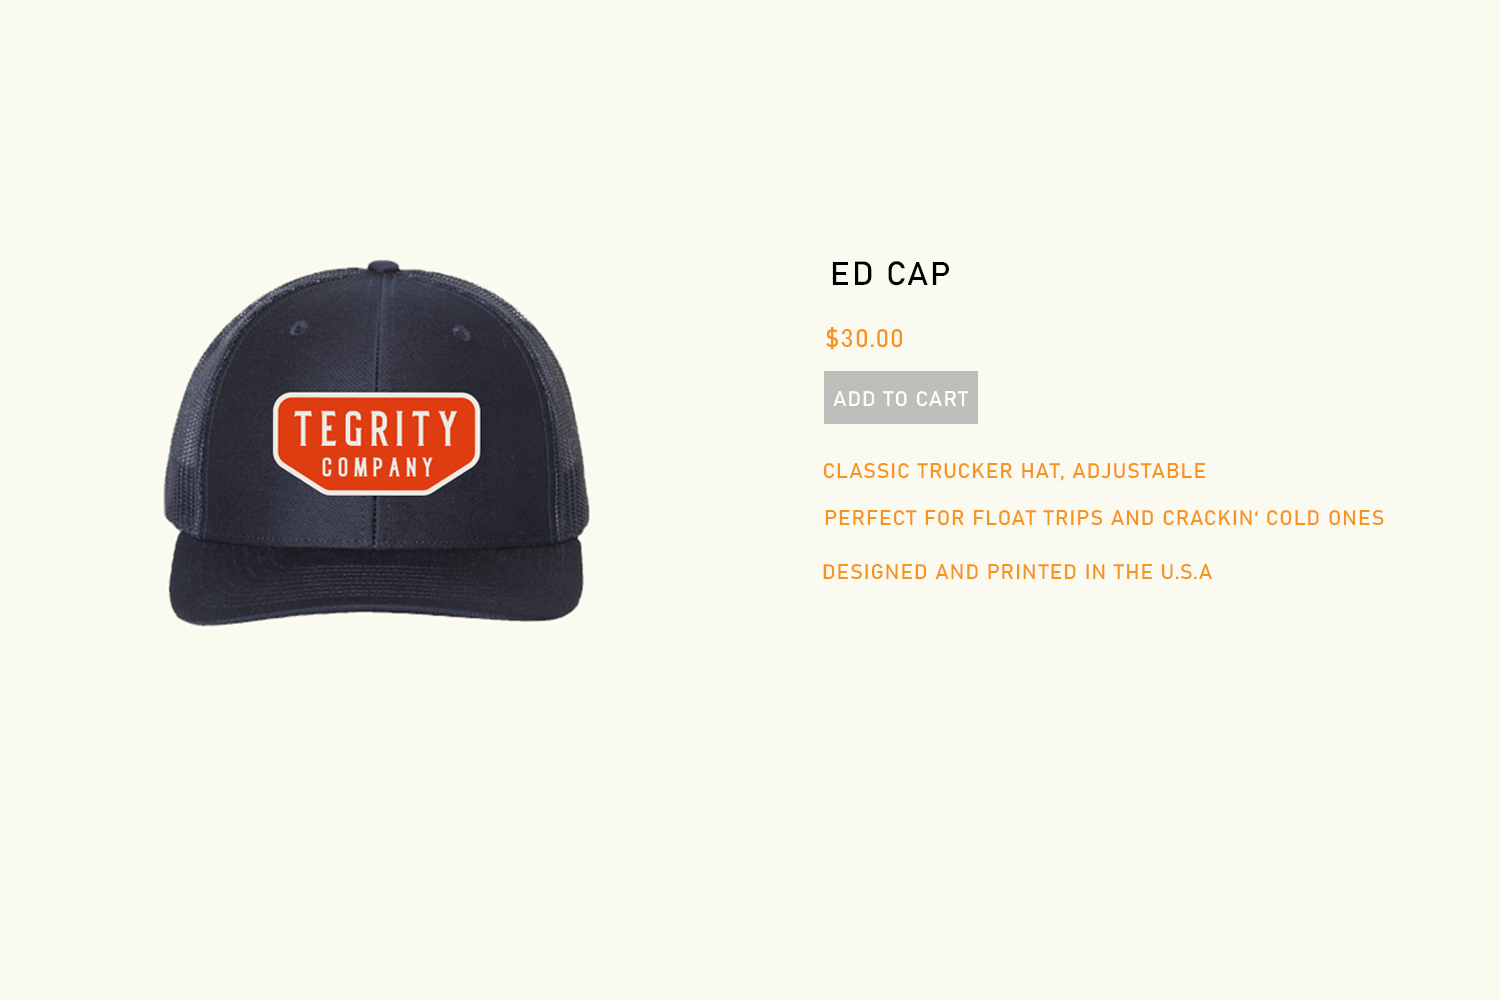 TEGRITY
COMPANY
ED CAP
$30.00
ADD TO CART
CLASSIC TRUCKER HAT, ADJUSTABLE
PERFECT FOR FLOAT TRIPS AND CRACKIN‘ COLD ONES
DESIGNED AND PRINTED IN THE U.S.A